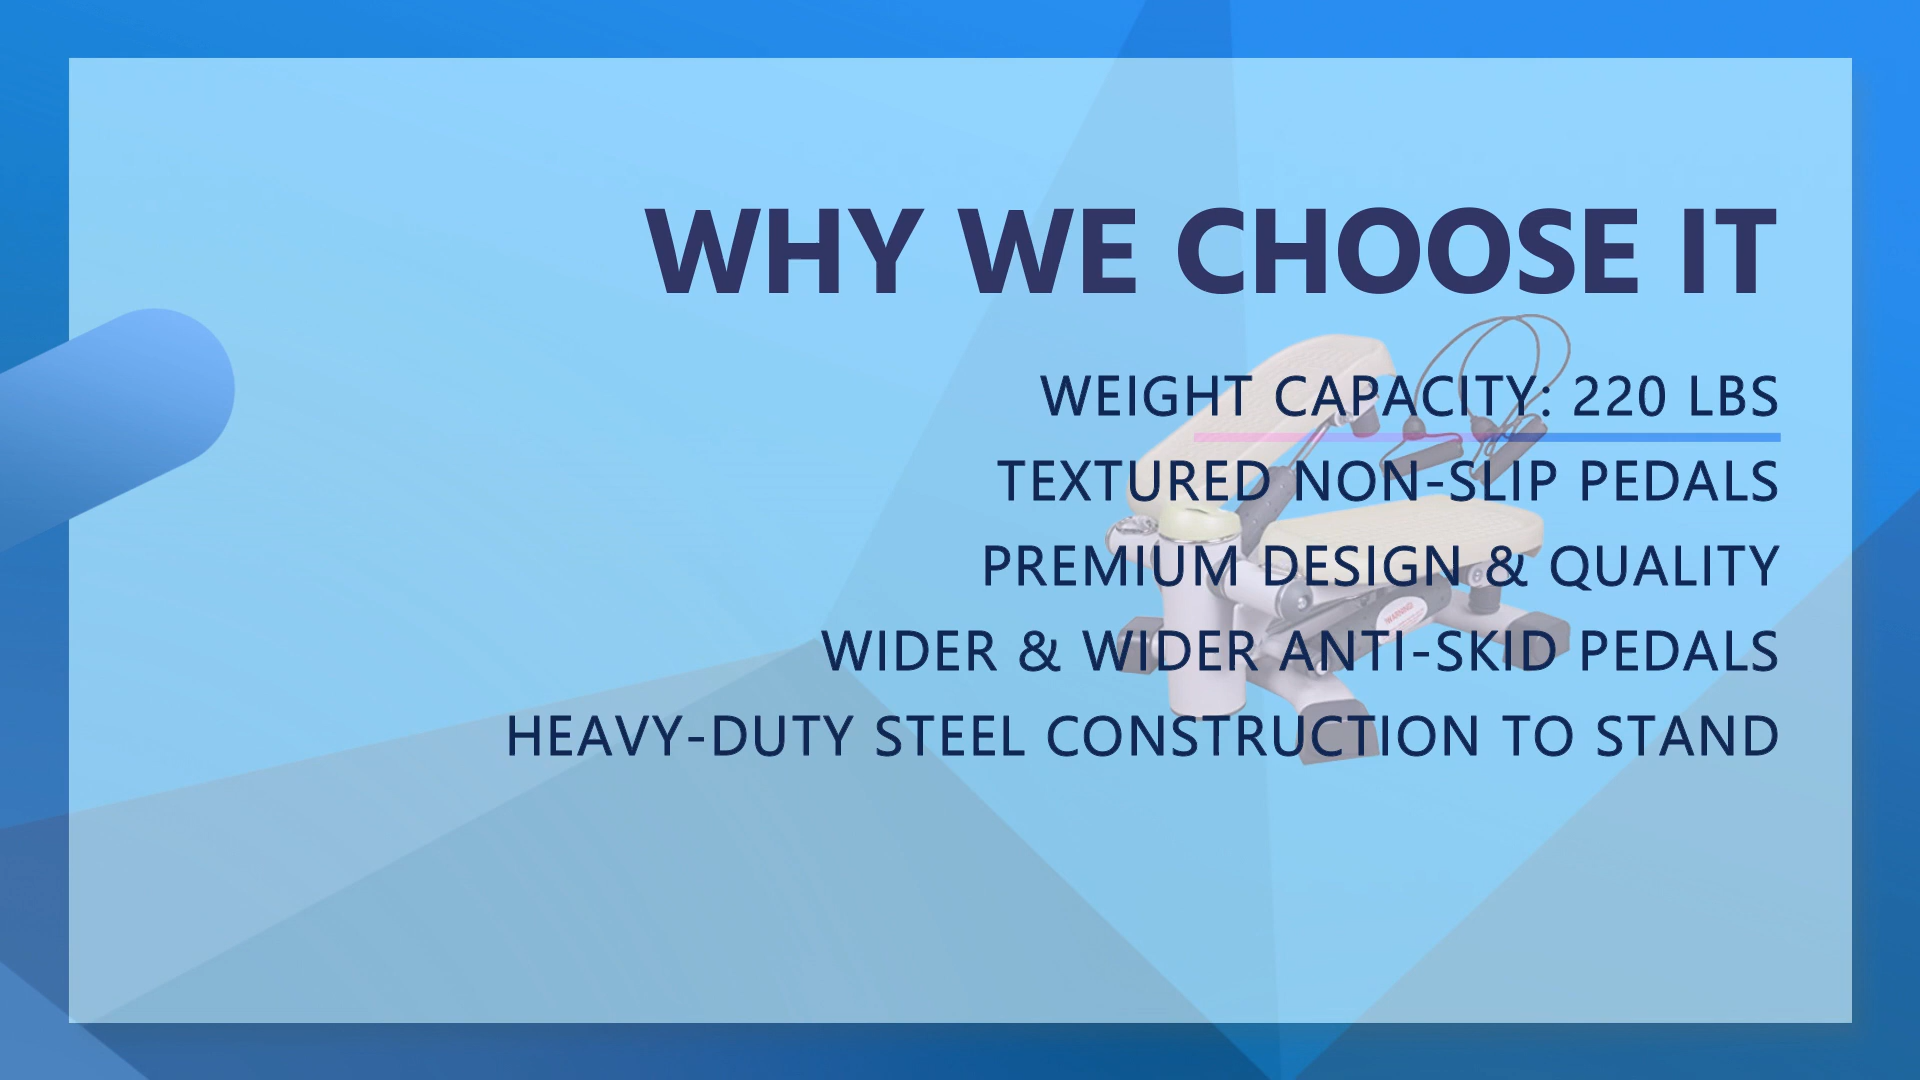 WHY WE CHOOSE IT
WEIGHT CAPACITY: 220 LBS
TEXTURED NON-SLIP PEDALS
PREMIUM DESIGN & QUALITY
WIDER & WIDER ANTI-SKID PEDALS
HEAVY-DUTY STEEL CONSTRUCTION TO STAND
WARNING